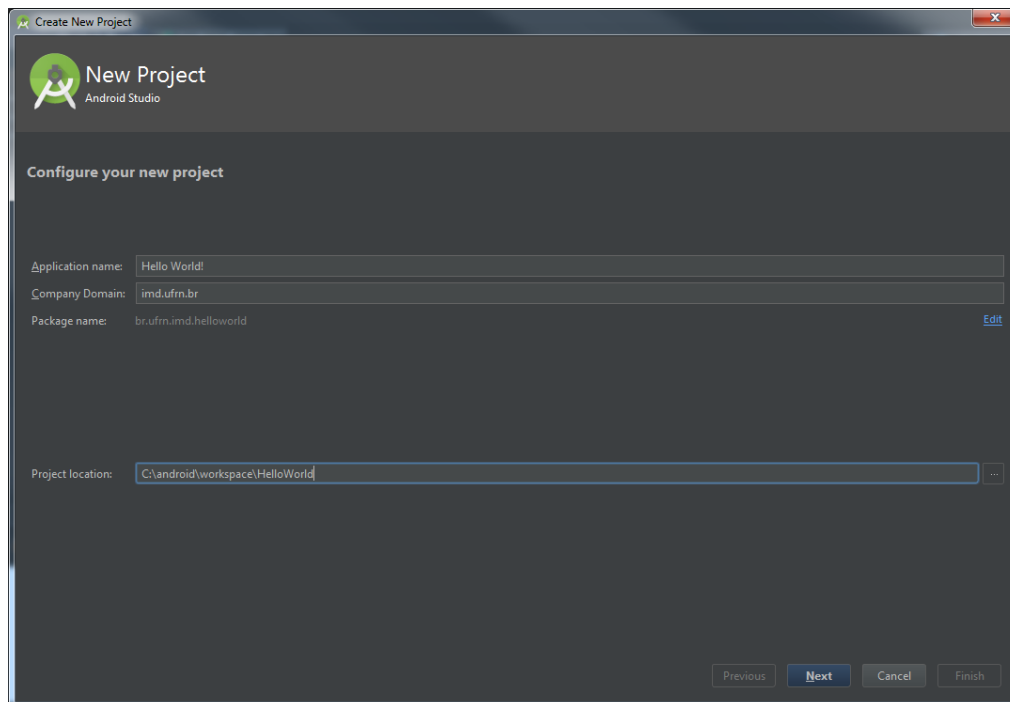 Create New Project
New Project
Android Studio
Configure your new project
Application name: Hello World!
Company Domain: imd.ufrn.br
Package name: br.ufrn.imd.helloworld Edit
Project location: C:\android\workspace\HelloWorld ...
Previous Next Cancel Finish